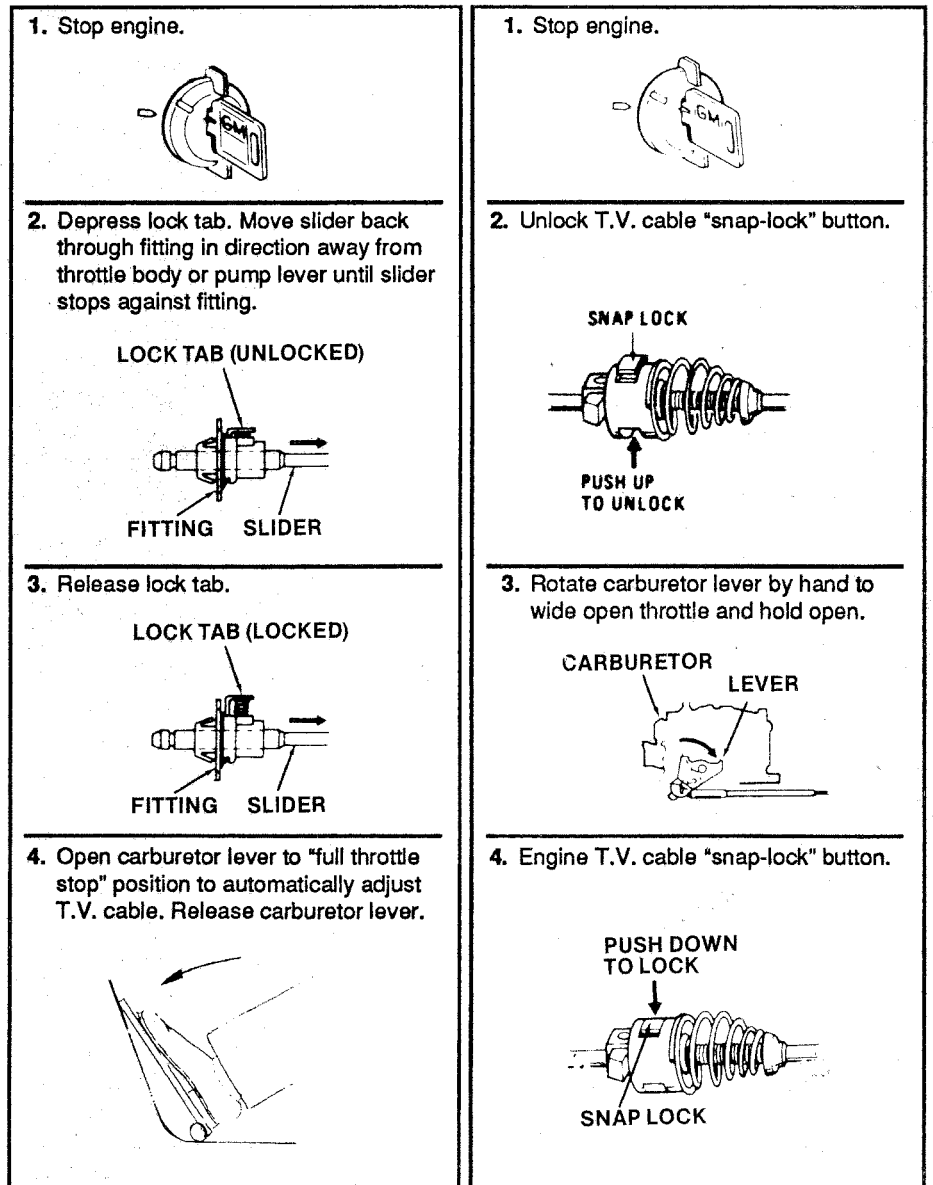 1. Stop engine.
GM
2. Depress lock tab. Move slider back
through fitting in direction away from
throttle body or pump lever until slider
stops against fitting.
LOCK TAB (UNLOCKED)
FITTING SLIDER
3. Release lock tab.
LOCK TAB (LOCKED)
FITTING SLIDER
4. Open carburetor lever to "full throttle
stop" position to automatically adjust
T.V. cable. Release carburetor lever.
1. Stop engine.
GM
2. Unlock T.V. cable "snap-lock" button.
SNAP LOCK
PUSH UP
TO UNLOCK
3. Rotate carburetor lever by hand to
wide open throttle and hold open.
CARBURETOR
LEVER
4. Engine T.V. cable "snap-lock" button.
PUSH DOWN
TO LOCK
SNAP LOCK